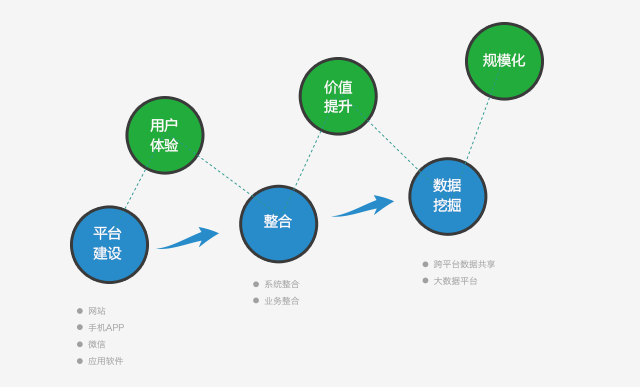 规模化
价值
提升
用户
体验
数据
挖掘
整合
平台
建设
跨平台数据共享
大数据平台
系统整合
业务整合
网站
手机APP
微信
应用软件